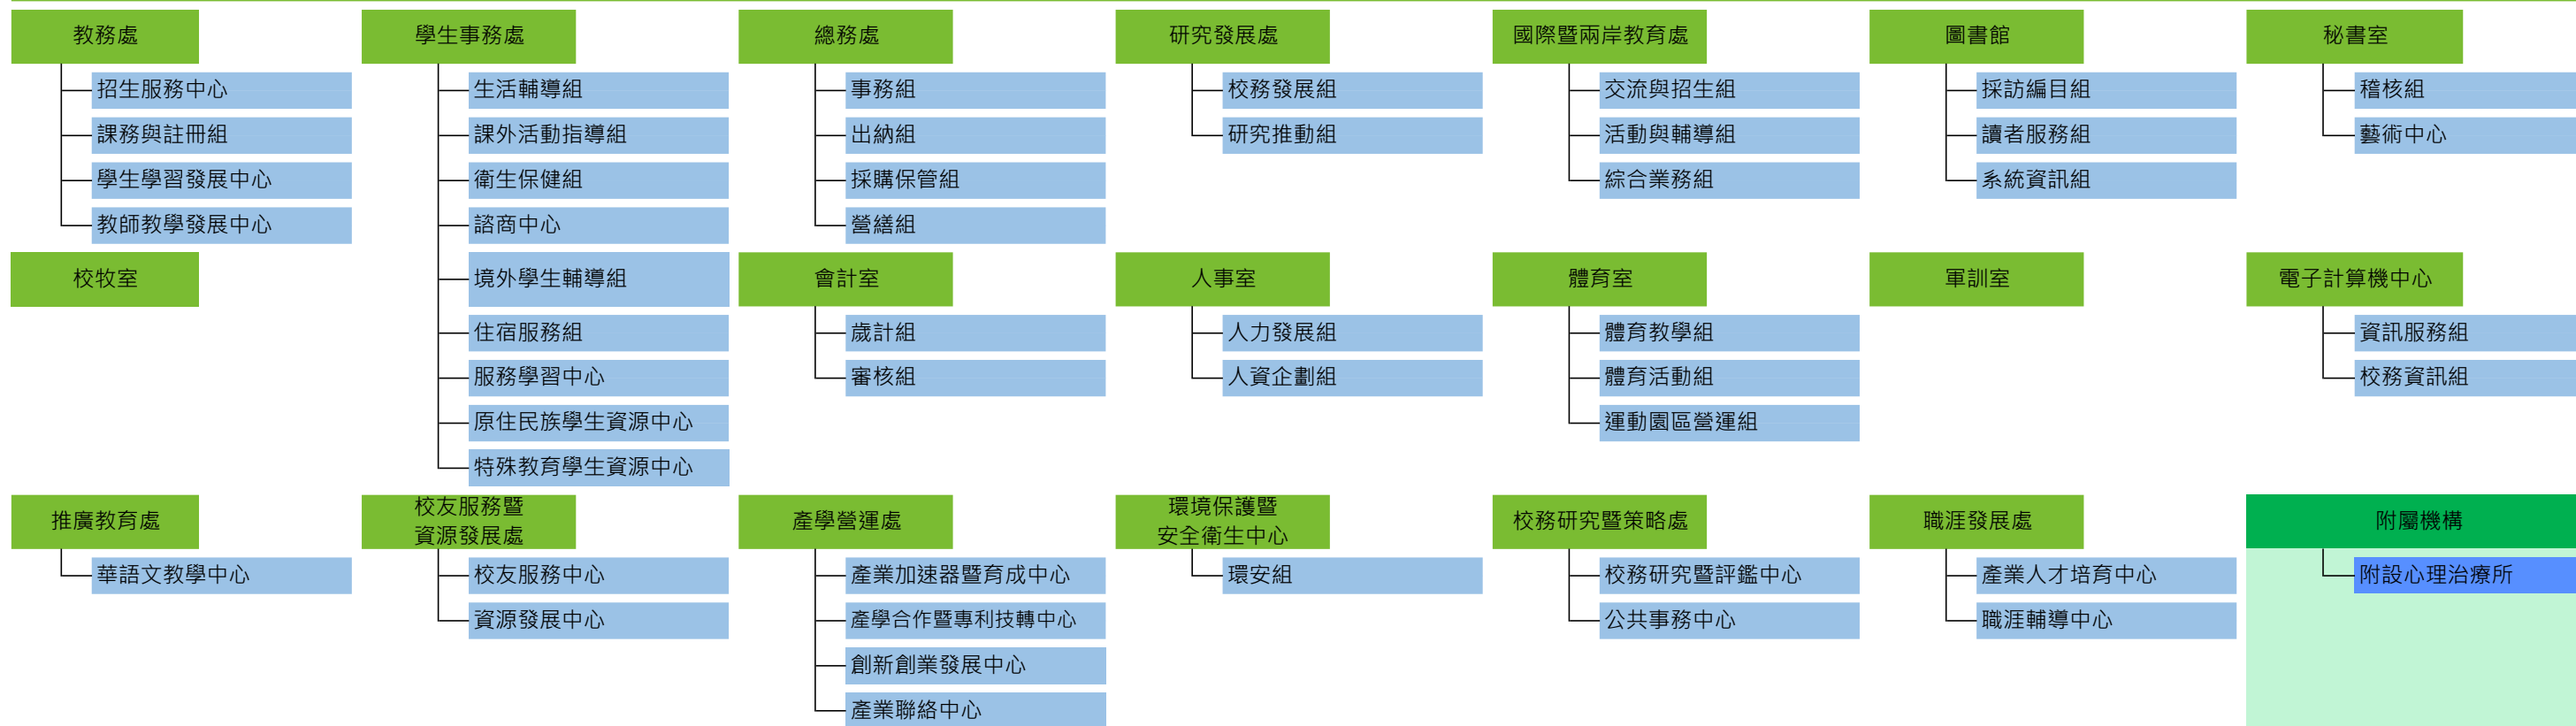 教務處
招生服務中心
課務與註冊組
學生學習發展中心
教師教學發展中心
學生事務處
生活輔導組
課外活動指導組
衛生保健組
諮商中心
境外學生輔導組
住宿服務組
服務學習中心
原住民族學生資源中心
特殊教育學生資源中心
總務處
事務組
出納組
採購保管組
營繕組
研究發展處
校務發展組
研究推動組
國際暨兩岸教育處
交流與招生組
活動與輔導組
綜合業務組
圖書館
採訪編目組
讀者服務組
系統資訊組
秘書室
稽核組
藝術中心
校牧室
會計室
歲計組
審核組
人事室
人力發展組
人資企劃組
體育室
體育教學組
體育活動組
運動園區營運組
軍訓室
電子計算機中心
資訊服務組
校務資訊組
推廣教育處
華語文教學中心
校友服務暨
資源發展處
校友服務中心
資源發展中心
產學營運處
產業加速器暨育成中心
產學合作暨專利技轉中心
創新創業發展中心
產業聯絡中心
環境保護暨
安全衛生中心
環安組
校務研究暨策略處
校務研究暨評鑑中心
公共事務中心
職涯發展處
產業人才培育中心
職涯輔導中心
附屬機構
附設心理治療所